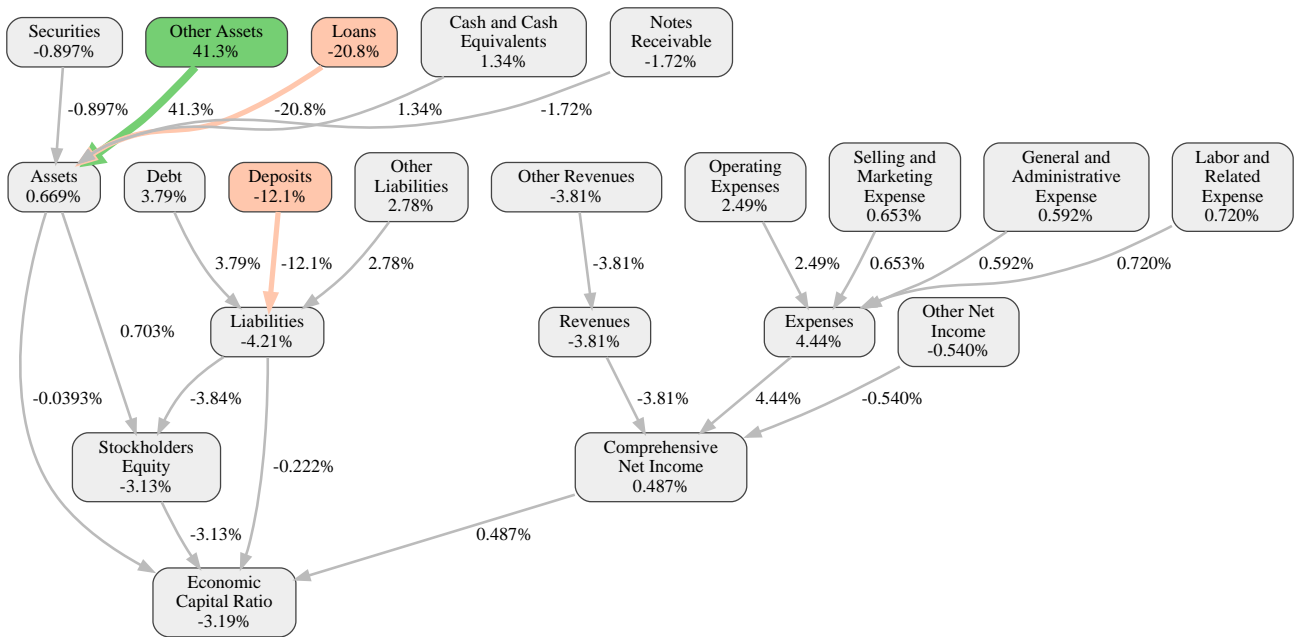 Securities
-0.897%
Other Assets
41.3%
Loans
-20.8%
Cash and Cash
Equivalents
1.34%
Notes
Receivable
-1.72%
-0.897%
41.3%
-20.8%
1.34%
-1.72%
Assets
0.669%
Debt
3.79%
Deposits
-12.1%
Other
Liabilities
2.78%
Other Revenues
-3.81%
Operating
Expenses
2.49%
Selling and
Marketing
Expense
0.653%
General and
Administrative
Expense
0.592%
Labor and
Related
Expense
0.720%
3.79%
-12.1%
2.78%
-3.81%
2.49%
0.653%
0.592%
0.720%
0.703%
Liabilities
-4.21%
Revenues
-3.81%
Expenses
4.44%
Other Net
Income
-0.540%
-0.0393%
-3.84%
-3.81%
4.44%
-0.540%
Stockholders
Equity
-3.13%
-0.222%
Comprehensive
Net Income
0.487%
-3.13%
0.487%
Economic
Capital Ratio
-3.19%